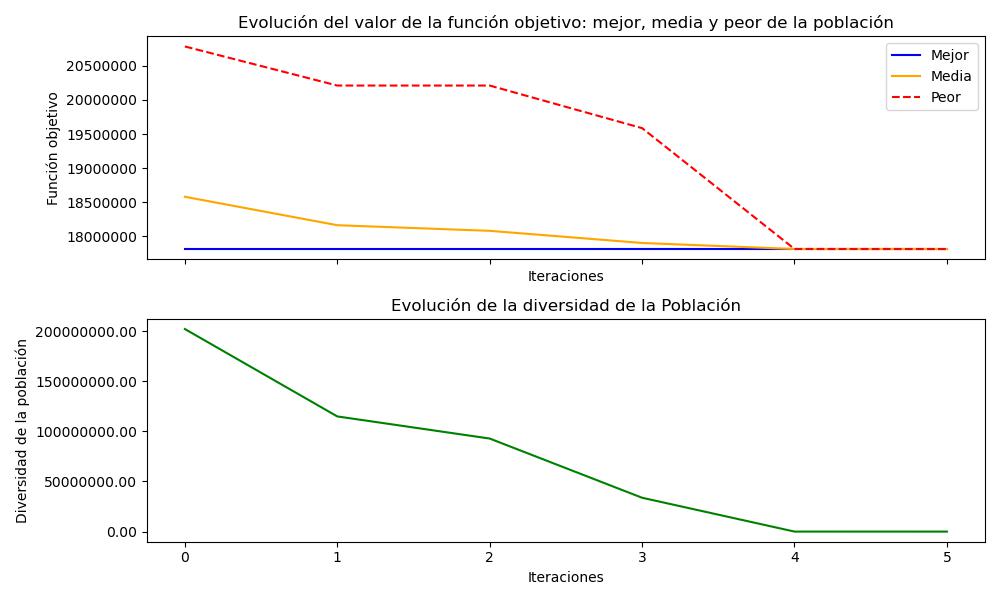 Evolución del valor de la función objetivo: mejor, media y peor de la población
Función objetivo
20500000
20000000
19500000
19000000
18500000
18000000
Mejor
Media
Peor
Iteraciones
Evolución de la diversidad de la Población
Diversidad de la población
200000000.00
150000000.00
100000000.00
50000000.00
0.00
0 1 2 3 4 5
Iteraciones